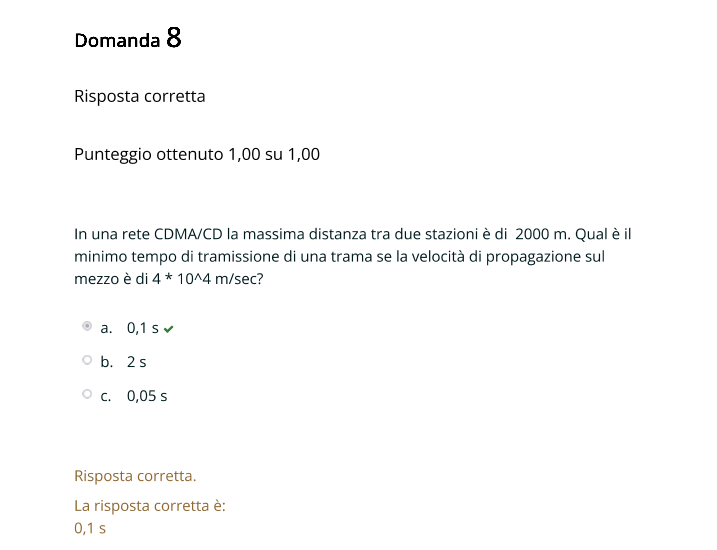 Domanda 8
Risposta corretta
Punteggio ottenuto 1,00 su 1,00
In una rete CDMA/CD la massima distanza tra due stazioni è di 2000 m. Qual è il
minimo tempo di tramissione di una trama se la velocità di propagazione sul
mezzo è di 4 * 10^4 m/sec?
a. 0,1 s
b. 2 s
c. 0,05 s
Risposta corretta.
La risposta corretta è:
0,1 s